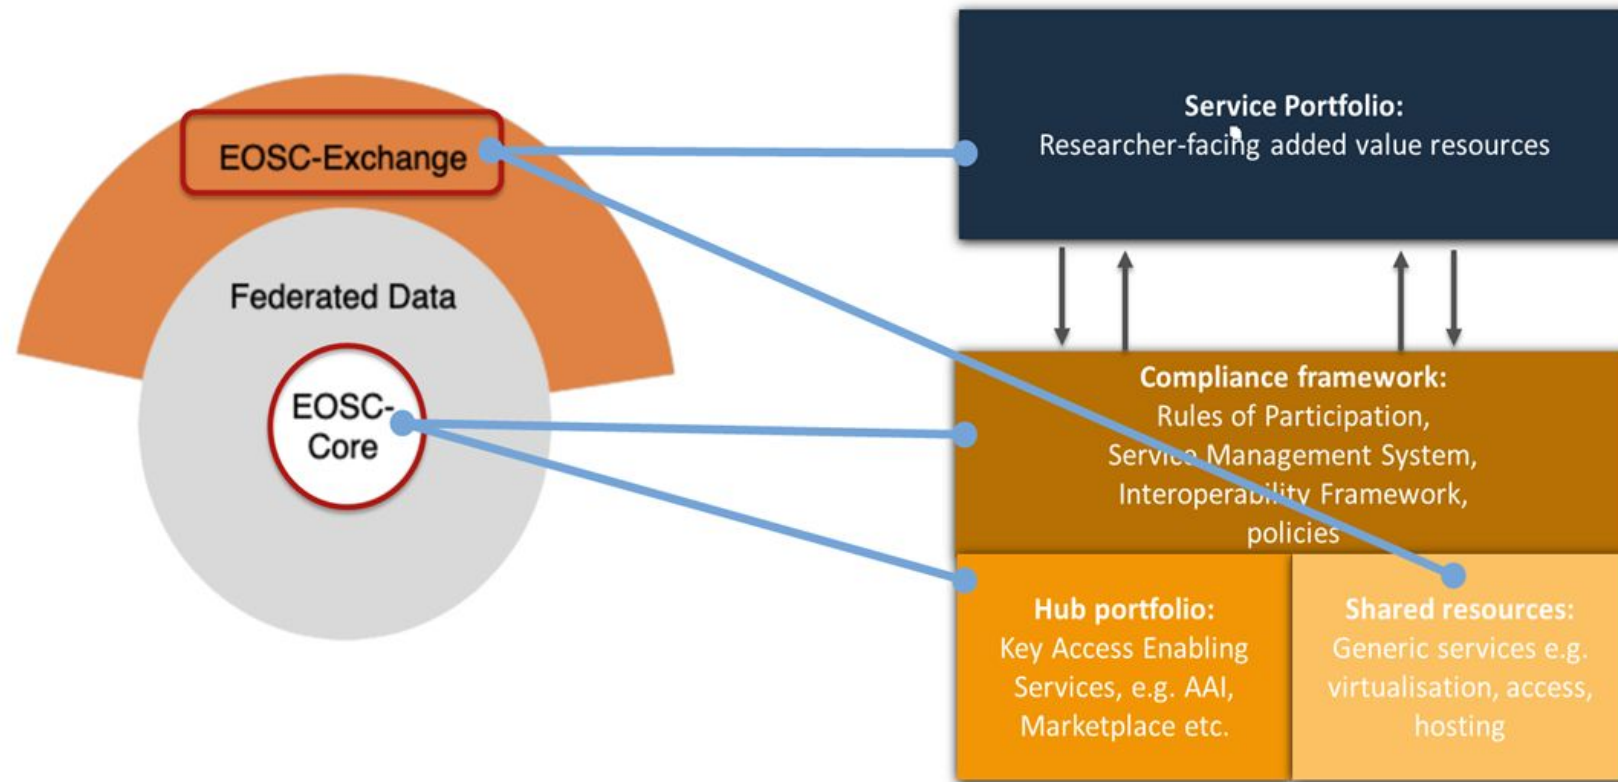 EOSC-Exchange
Federated Data
EOSC-
Core
Service Portfolio:
Researcher-facing added value resources
Compliance framework:
Rules of Participation,
Service Management System,
Interoperability Framework,
policies
Hub portfolio:
Key Access Enabling
Services, e.g. AAI,
Marketplace etc.
Shared resources:
Generic services e.g.
virtualisation, access,
hosting